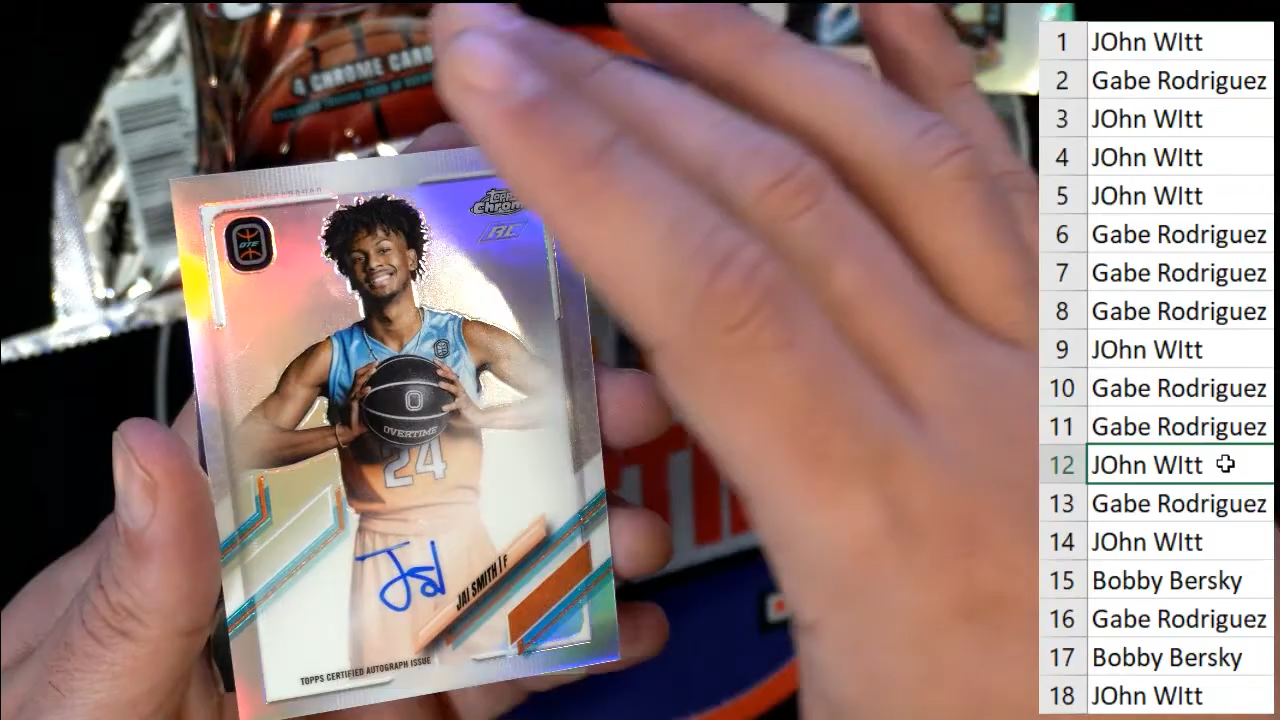 4 CHROME CARD
OTE
Topps
Chrome
RC
OVERTIME
24
JAI SMITH | F
TOPPS CERTIFIED AUTOGRAPH ISSUE
1 JOhn WItt
2 Gabe Rodriguez
3 JOhn WItt
4 JOhn WItt
5 JOhn WItt
6 Gabe Rodriguez
7 Gabe Rodriguez
8 Gabe Rodriguez
9 JOhn WItt
10 Gabe Rodriguez
11 Gabe Rodriguez
12 JOhn WItt
13 Gabe Rodriguez
14 JOhn WItt
15 Bobby Bersky
16 Gabe Rodriguez
17 Bobby Bersky
18 JOhn WItt